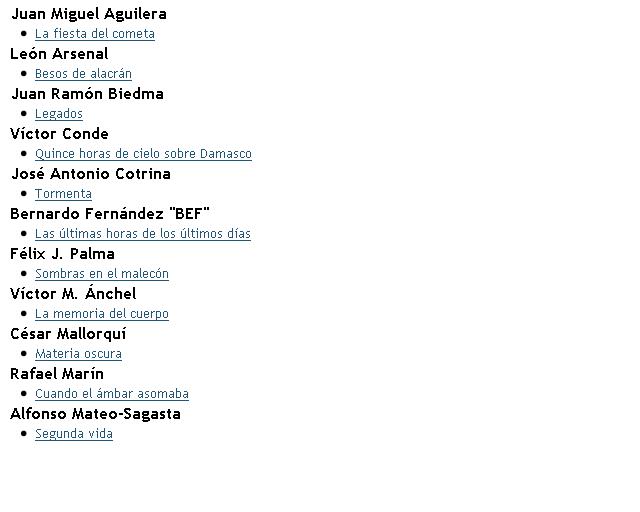 Juan Miguel Aguilera
La fiesta del cometa
León Arsenal
Besos de alacrán
Juan Ramón Biedma
Legados
Víctor Conde
Quince horas de cielo sobre Damasco
José Antonio Cotrina
Tormenta
Bernardo Fernández "BEF"
Las últimas horas de los últimos días
Félix J. Palma
Sombras en el malecón
Víctor M. Ánchel
La memoria del cuerpo
César Mallorquí
Materia oscura
Rafael Marín
Cuando el ámbar asomaba
Alfonso Mateo-Sagasta
Segunda vida